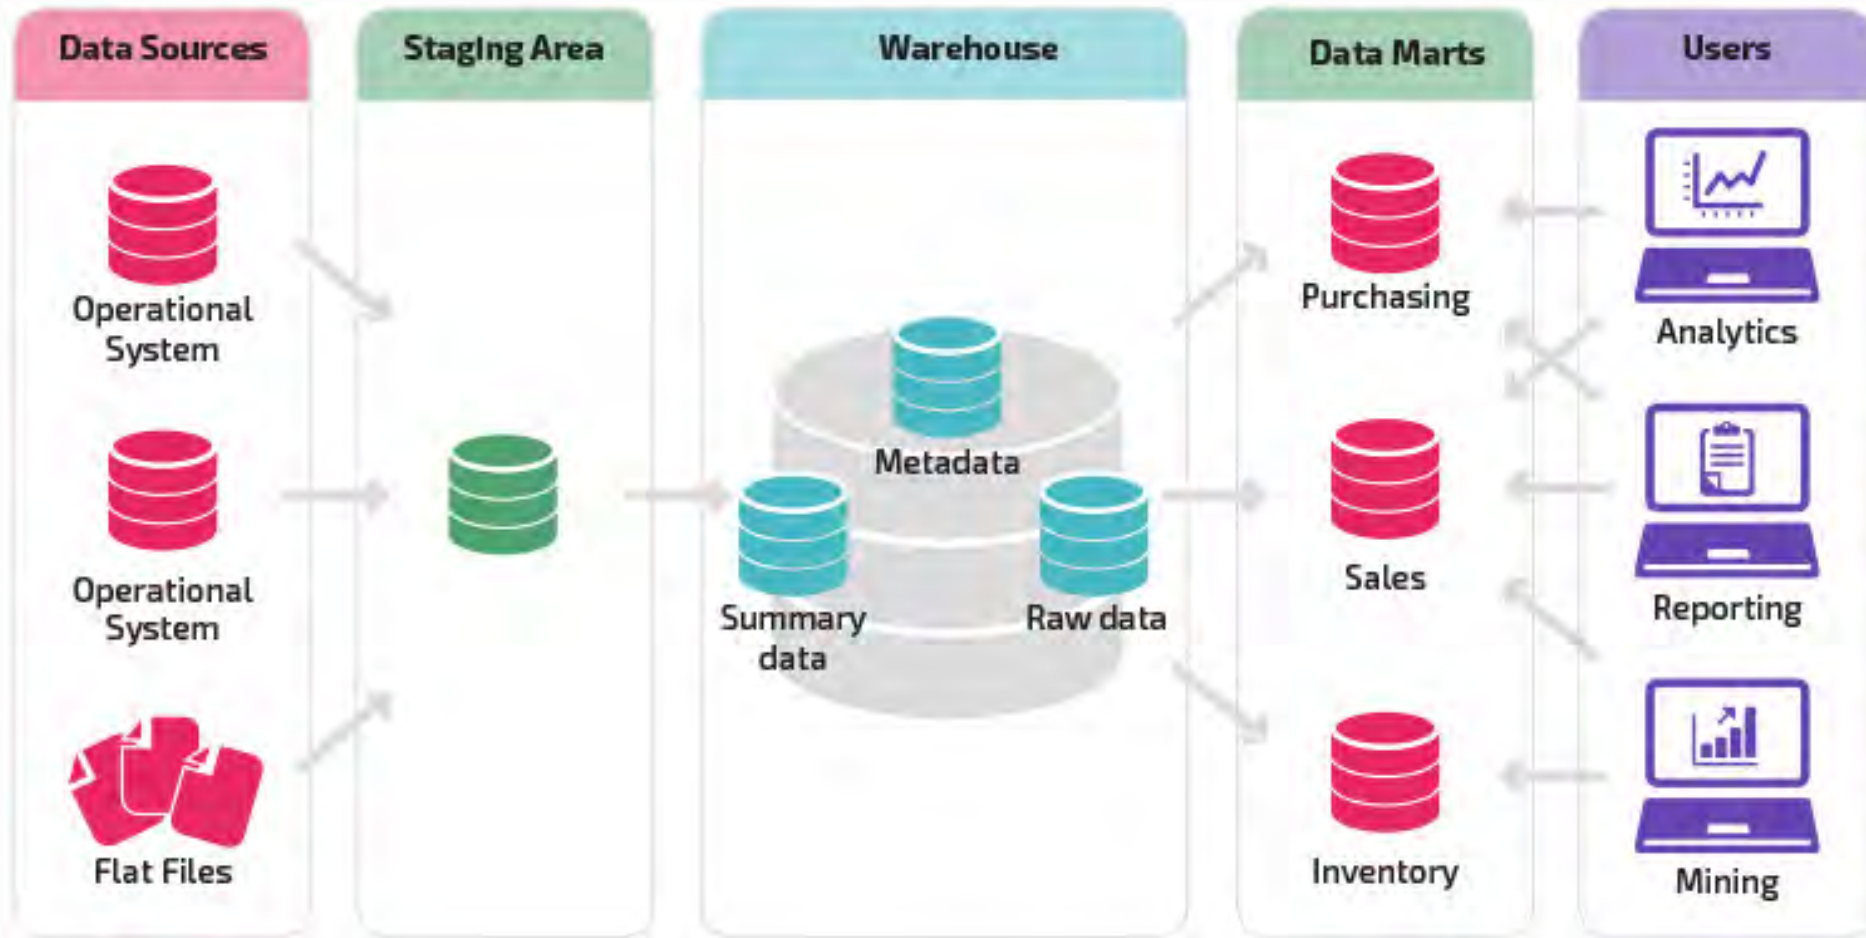 Data Sources
Staging Area
Warehouse
Data Marts
Users
Operational
System
Operational
System
Flat Files
Metadata
Summary
data
Raw data
Purchasing
Sales
Inventory
Analytics
Reporting
Mining